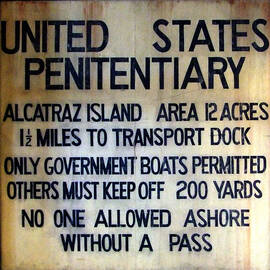 UNITED STATES
PENITENTIARY
ALCATRAZ ISLAND AREA 12 ACRES
1½ MILES TO TRANSPORT DOCK
ONLY GOVERNMENT BOATS PERMITTED
OTHERS MUST KEEP OFF 200 YARDS
NO ONE ALLOWED ASHORE
WITHOUT A PASS